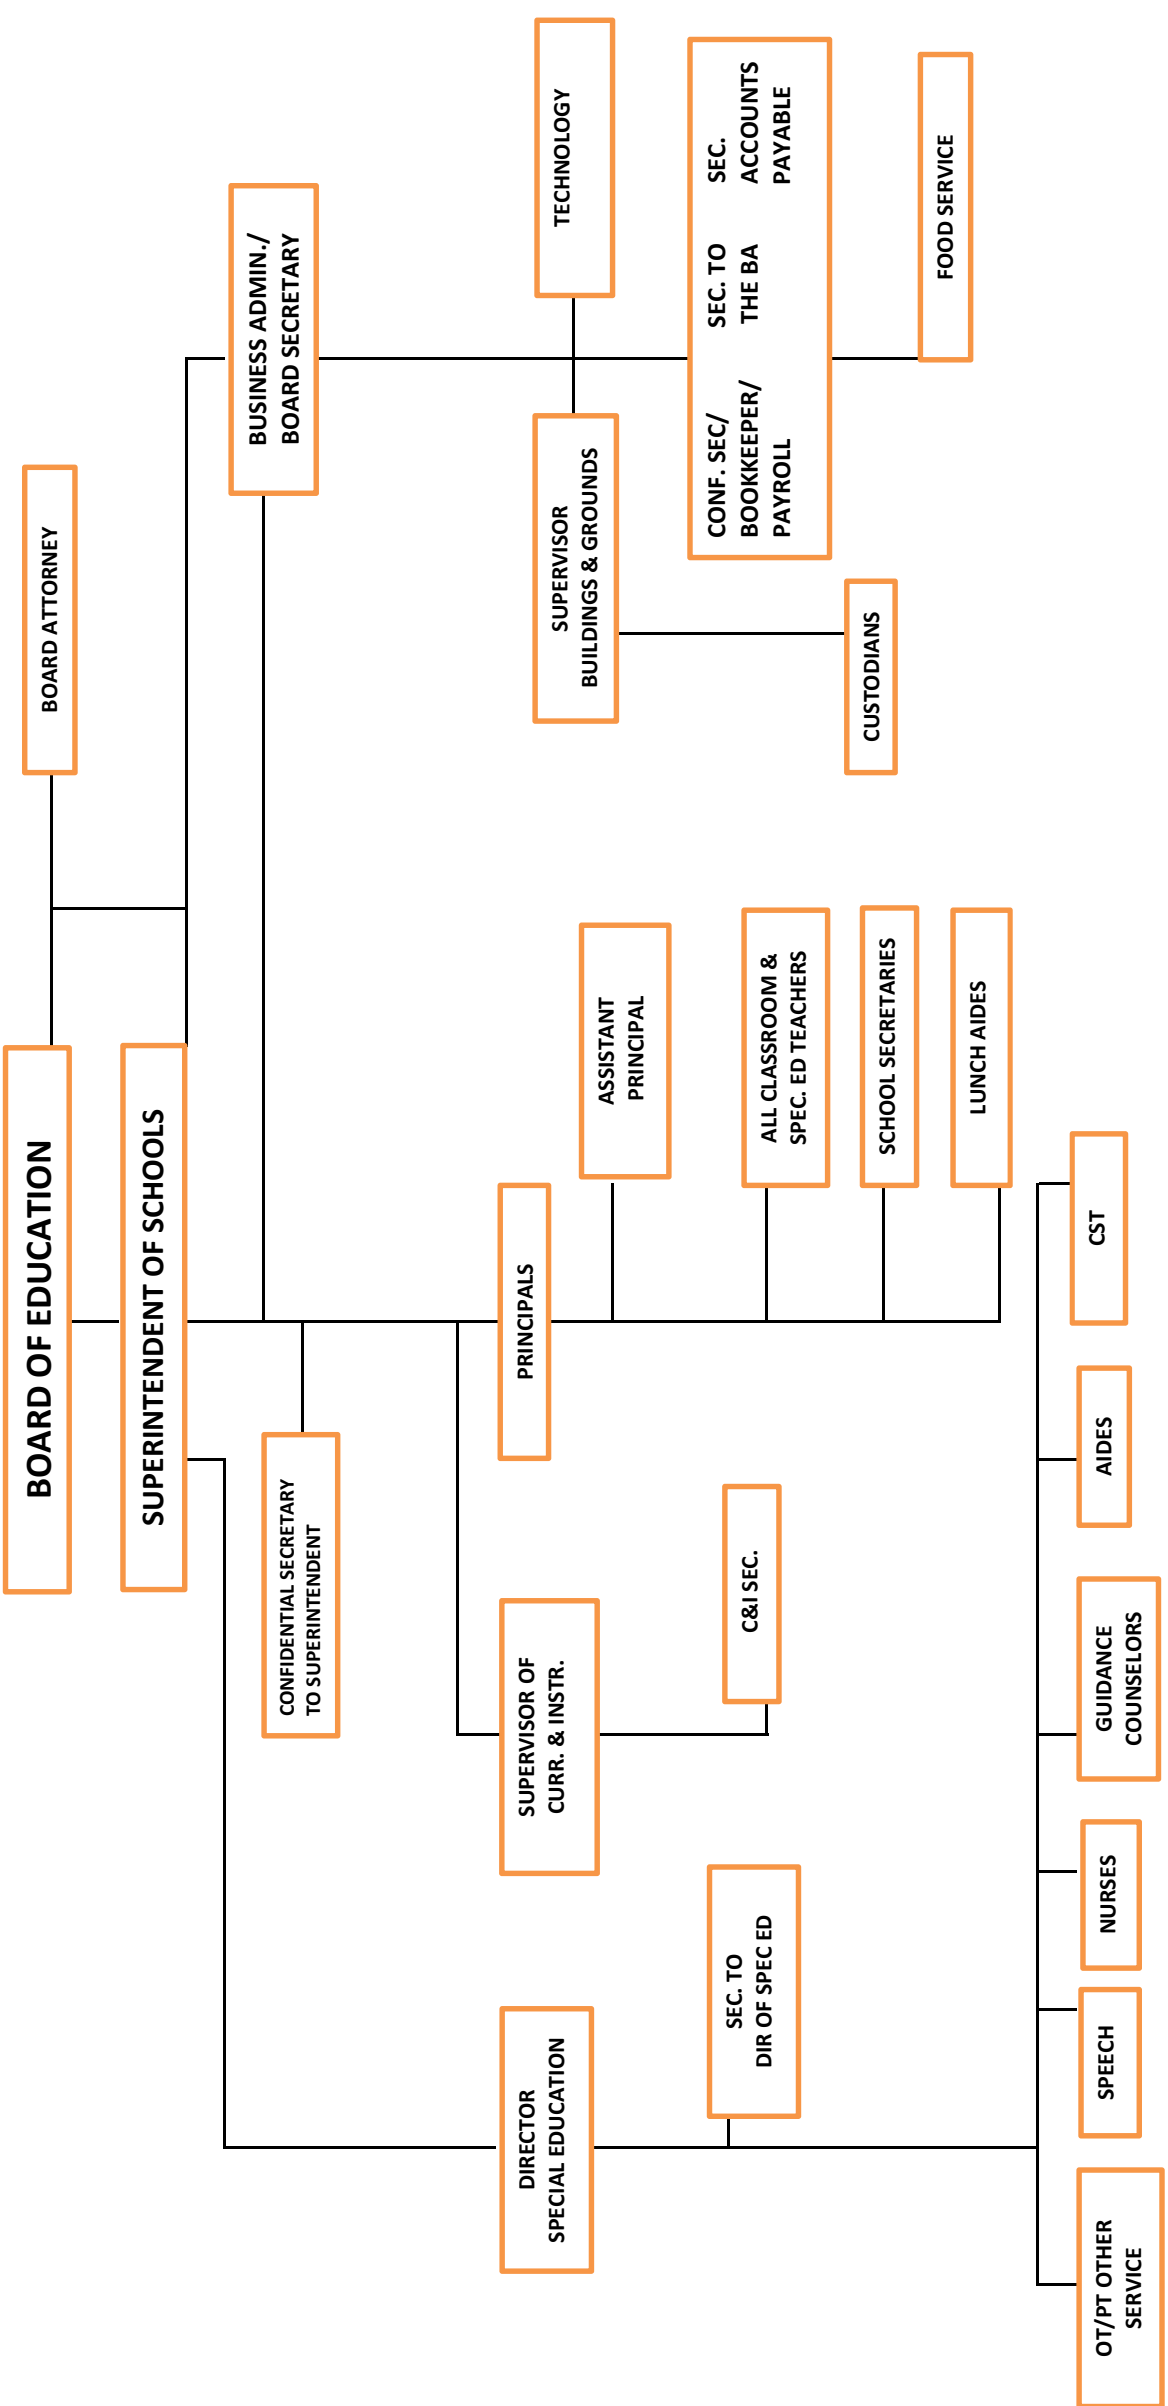 BOARD OF EDUCATION
BOARD ATTORNEY
SUPERINTENDENT OF SCHOOLS
BUSINESS ADMIN./
BOARD SECRETARY
CONFIDENTIAL SECRETARY
TO SUPERINTENDENT
DIRECTOR
SPECIAL EDUCATION
SUPERVISOR OF
CURR. & INSTR.
PRINCIPALS
SUPERVISOR
BUILDINGS & GROUNDS
TECHNOLOGY
ASSISTANT
PRINCIPAL
SEC. TO
DIR OF SPEC ED
C&I SEC.
ALL CLASSROOM &
SPEC. ED TEACHERS
CONF. SEC/
BOOKKEEPER/
PAYROLL
SEC. TO
THE BA
SEC.
ACCOUNTS
PAYABLE
SCHOOL SECRETARIES
CUSTODIANS
LUNCH AIDES
FOOD SERVICE
OT/PT OTHER
SERVICE
SPEECH
NURSES
GUIDANCE
COUNSELORS
AIDES
CST